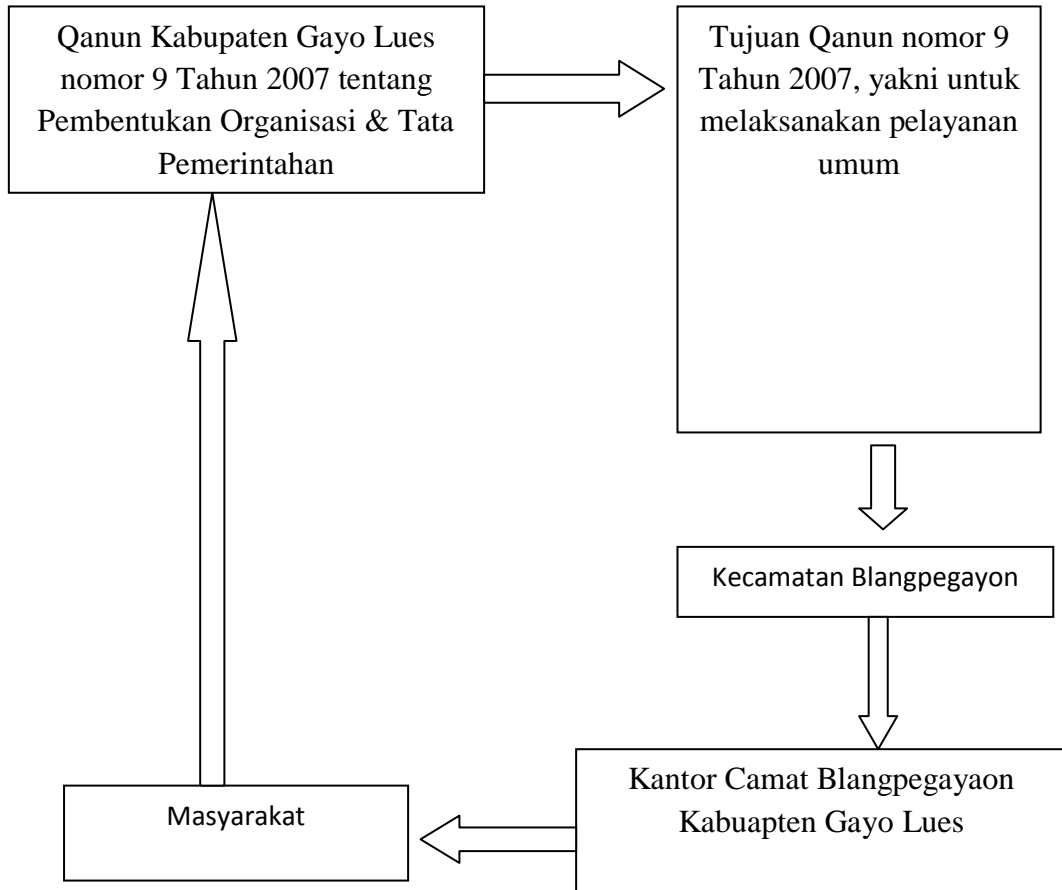 Qanun Kabupaten Gayo Lues
nomor 9 Tahun 2007 tentang
Pembentukan Organisasi & Tata
Pemerintahan
Tujuan Qanun nomor 9
Tahun 2007, yakni untuk
melaksanakan pelayanan
umum
Kecamatan Blangpegayon
Kantor Camat Blangpegayaon
Kabuapten Gayo Lues
Masyarakat